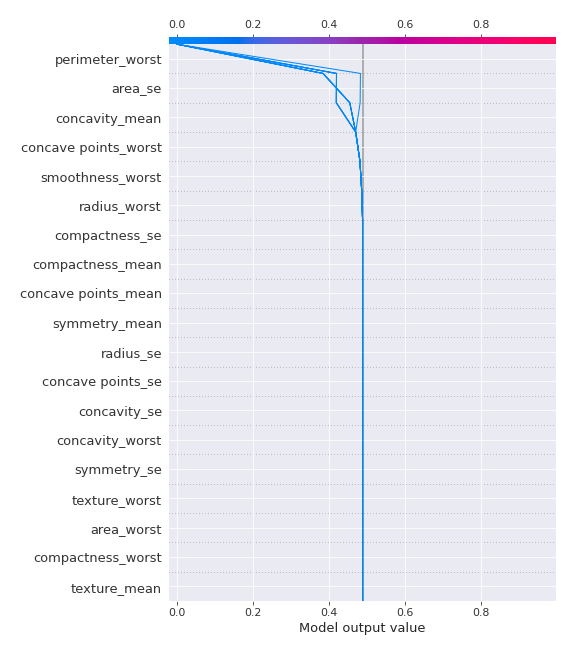 0.0 0.2 0.4 0.6 0.8
perimeter_worst
area_se
concavity_mean
concave points_worst
smoothness_worst
radius_worst
compactness_se
compactness_mean
concave points_mean
symmetry_mean
radius_se
concave points_se
concavity_se
concavity_worst
symmetry_se
texture_worst
area_worst
compactness_worst
texture_mean
0.0 0.2 0.4 0.6 0.8
Model output value